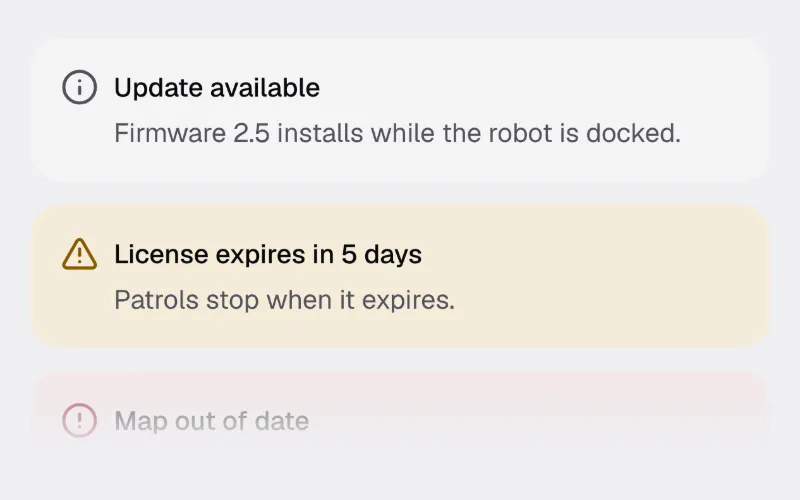 Update available
Firmware 2.5 installs while the robot is docked.
License expires in 5 days
Patrols stop when it expires.
Map out of date